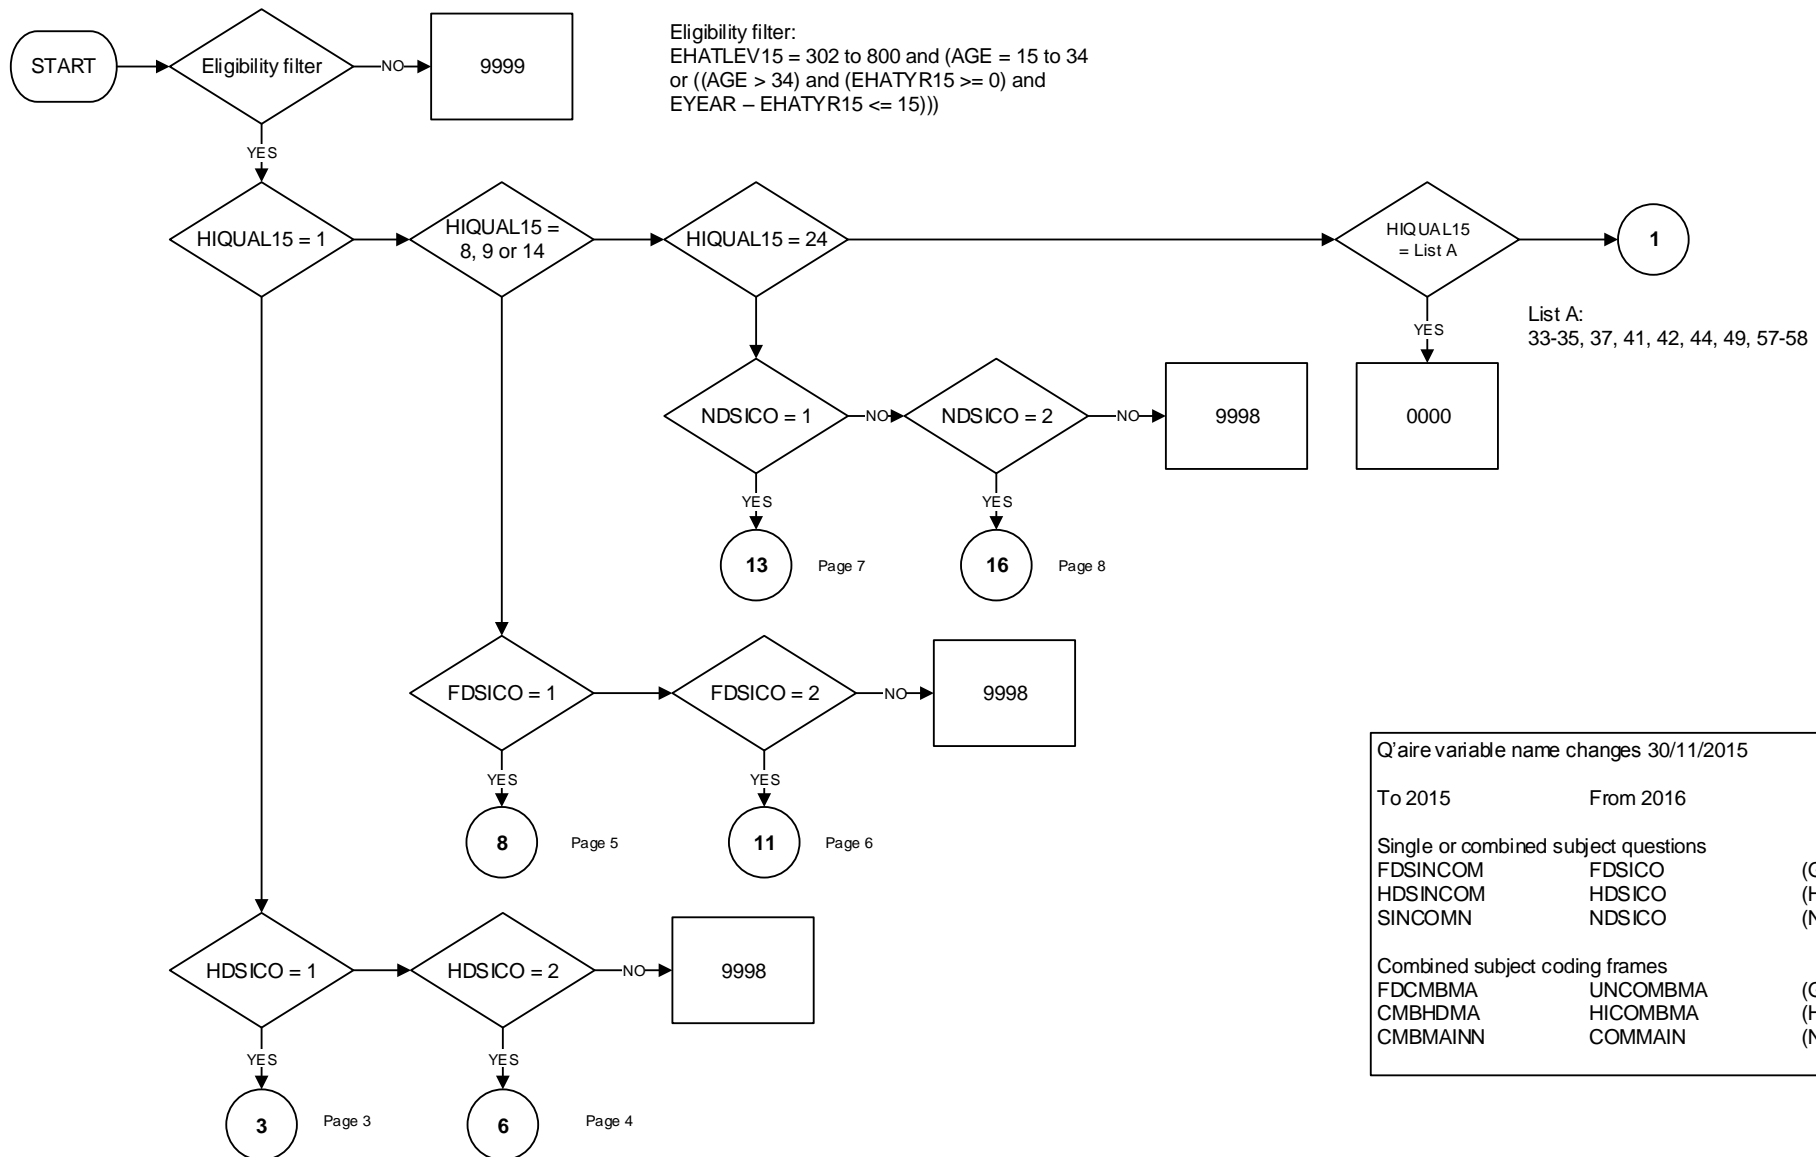 Eligibility filter:
START
Eligibility filter
NO
9999
EHATLEV15 = 302 to 800 and (AGE = 15 to 34
or ((AGE > 34) and (EHATYR15 >= 0) and
EYEAR – EHATYR15 <= 15)))
YES
HIQUAL15 = 1
HIQUAL15 =
8, 9 or 14
HIQUAL15 = 24
HIQUAL15
= List A
1
List A:
33-35, 37, 41, 42, 44, 49, 57-58
YES
NDSICO = 1
NO
NDSICO = 2
NO
9998
0000
YES
YES
13
Page 7
16
Page 8
FDSICO = 1
FDSICO = 2
NO
9998
YES
YES
8
Page 5
11
Page 6
Q'aire variable name changes 30/11/2015
To 2015 From 2016
Single or combined subject questions
FDSINCOM FDSICO (
HDSINCOM HDSICO (H
SINCOMN NDSICO (N
Combined subject coding frames
FDCMBMA UNCOMBMA (
CMBHDMA HICOMBMA (H
CMBMAINN COMMAIN (N
HDSICO = 1
HDSICO = 2
NO
9998
YES
YES
3
Page 3
6
Page 4